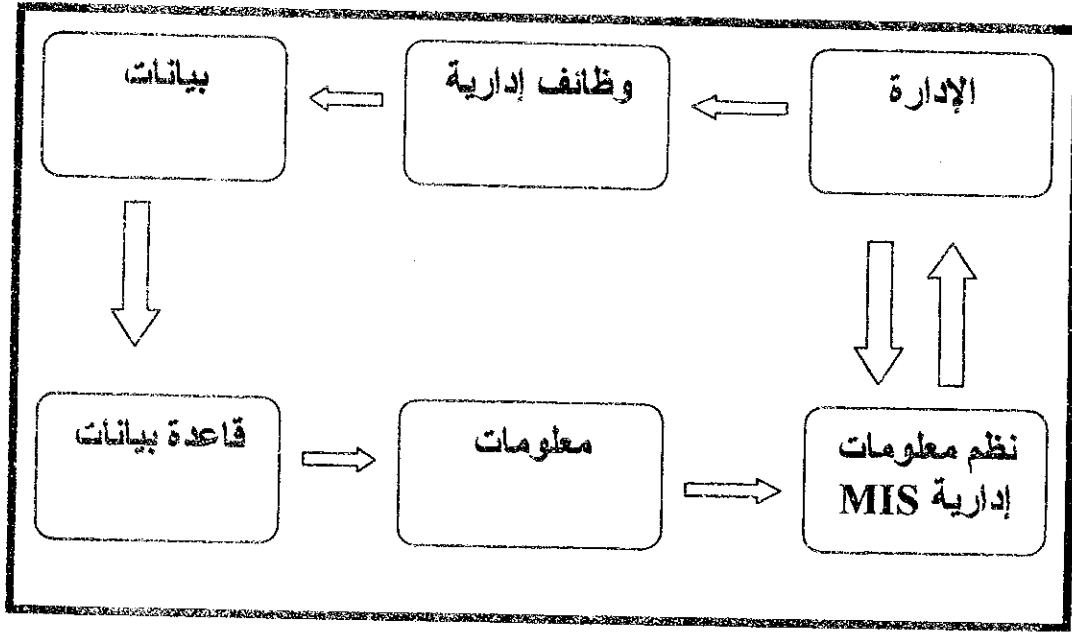 الإدارة
وظائف إدارية
بيانات
قاعدة بيانات
معلومات
نظم معلومات
إدارية MIS